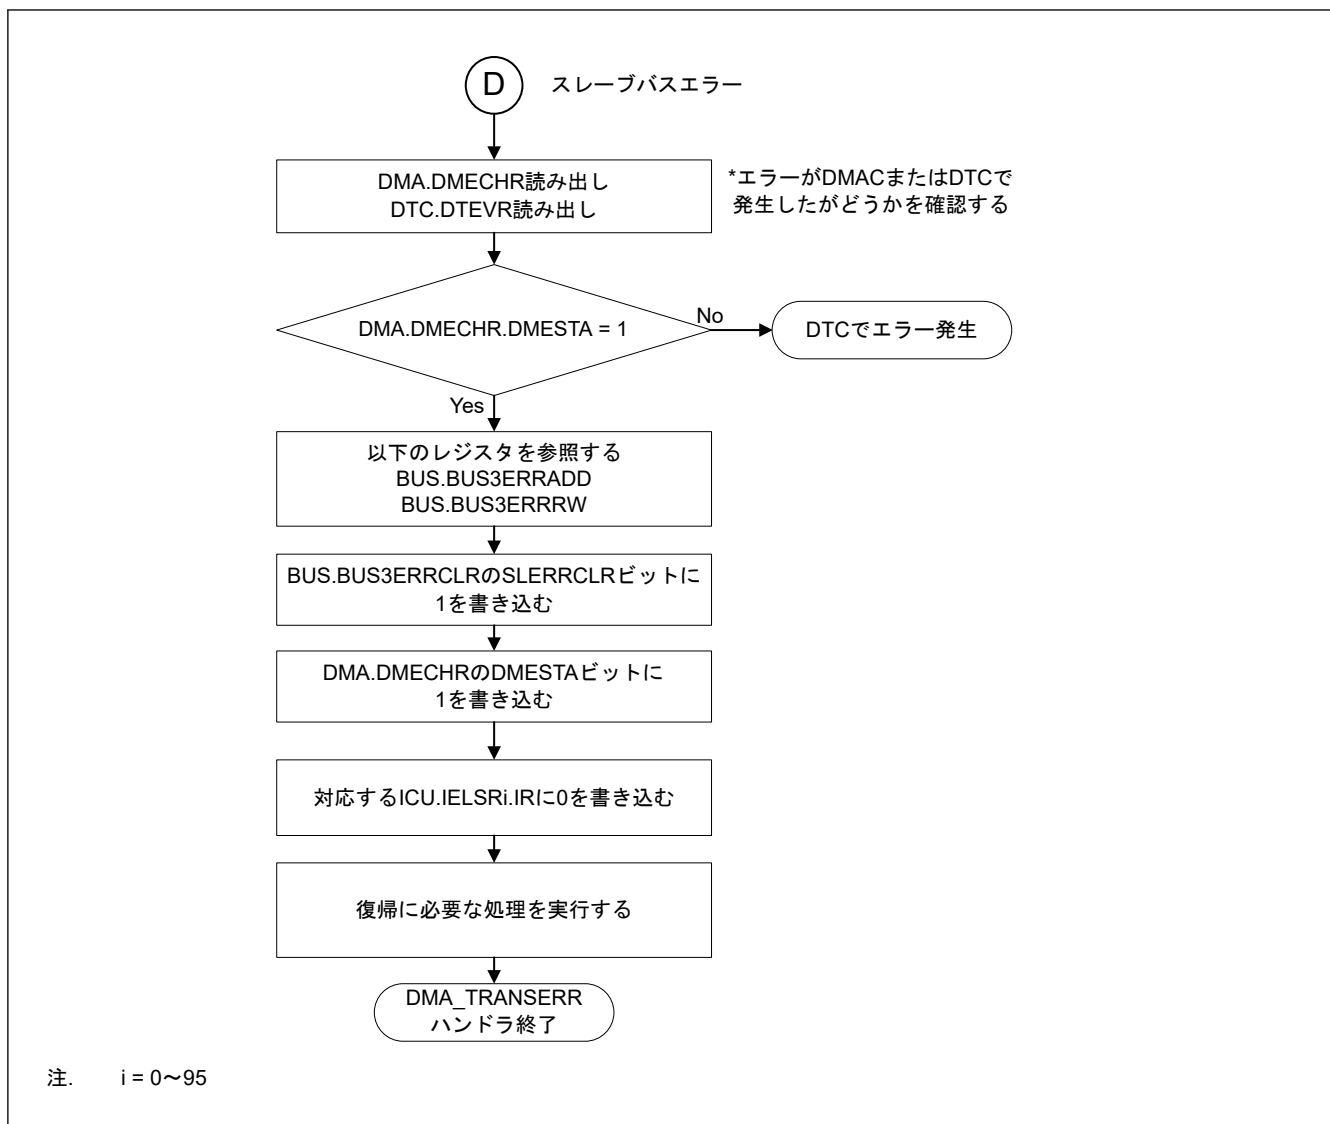 D
スレーブバスエラー
DMA.DMECHR読み出し
DTC.DTEVR読み出し
*エラーがDMACまたはDTCで
発生したがどうかを確認する
DMA.DMECHR.DMESTA = 1
No
DTCでエラー発生
Yes
以下のレジスタを参照する
BUS.BUS3ERRADD
BUS.BUS3ERRRW
BUS.BUS3ERRCLRのSLERRCLRビットに
1を書き込む
DMA.DMECHRのDMESTAビットに
1を書き込む
対応するICU.IELSRi.IRに0を書き込む
復帰に必要な処理を実行する
DMA_TRANSERR
ハンドラ終了
注. i = 0～95